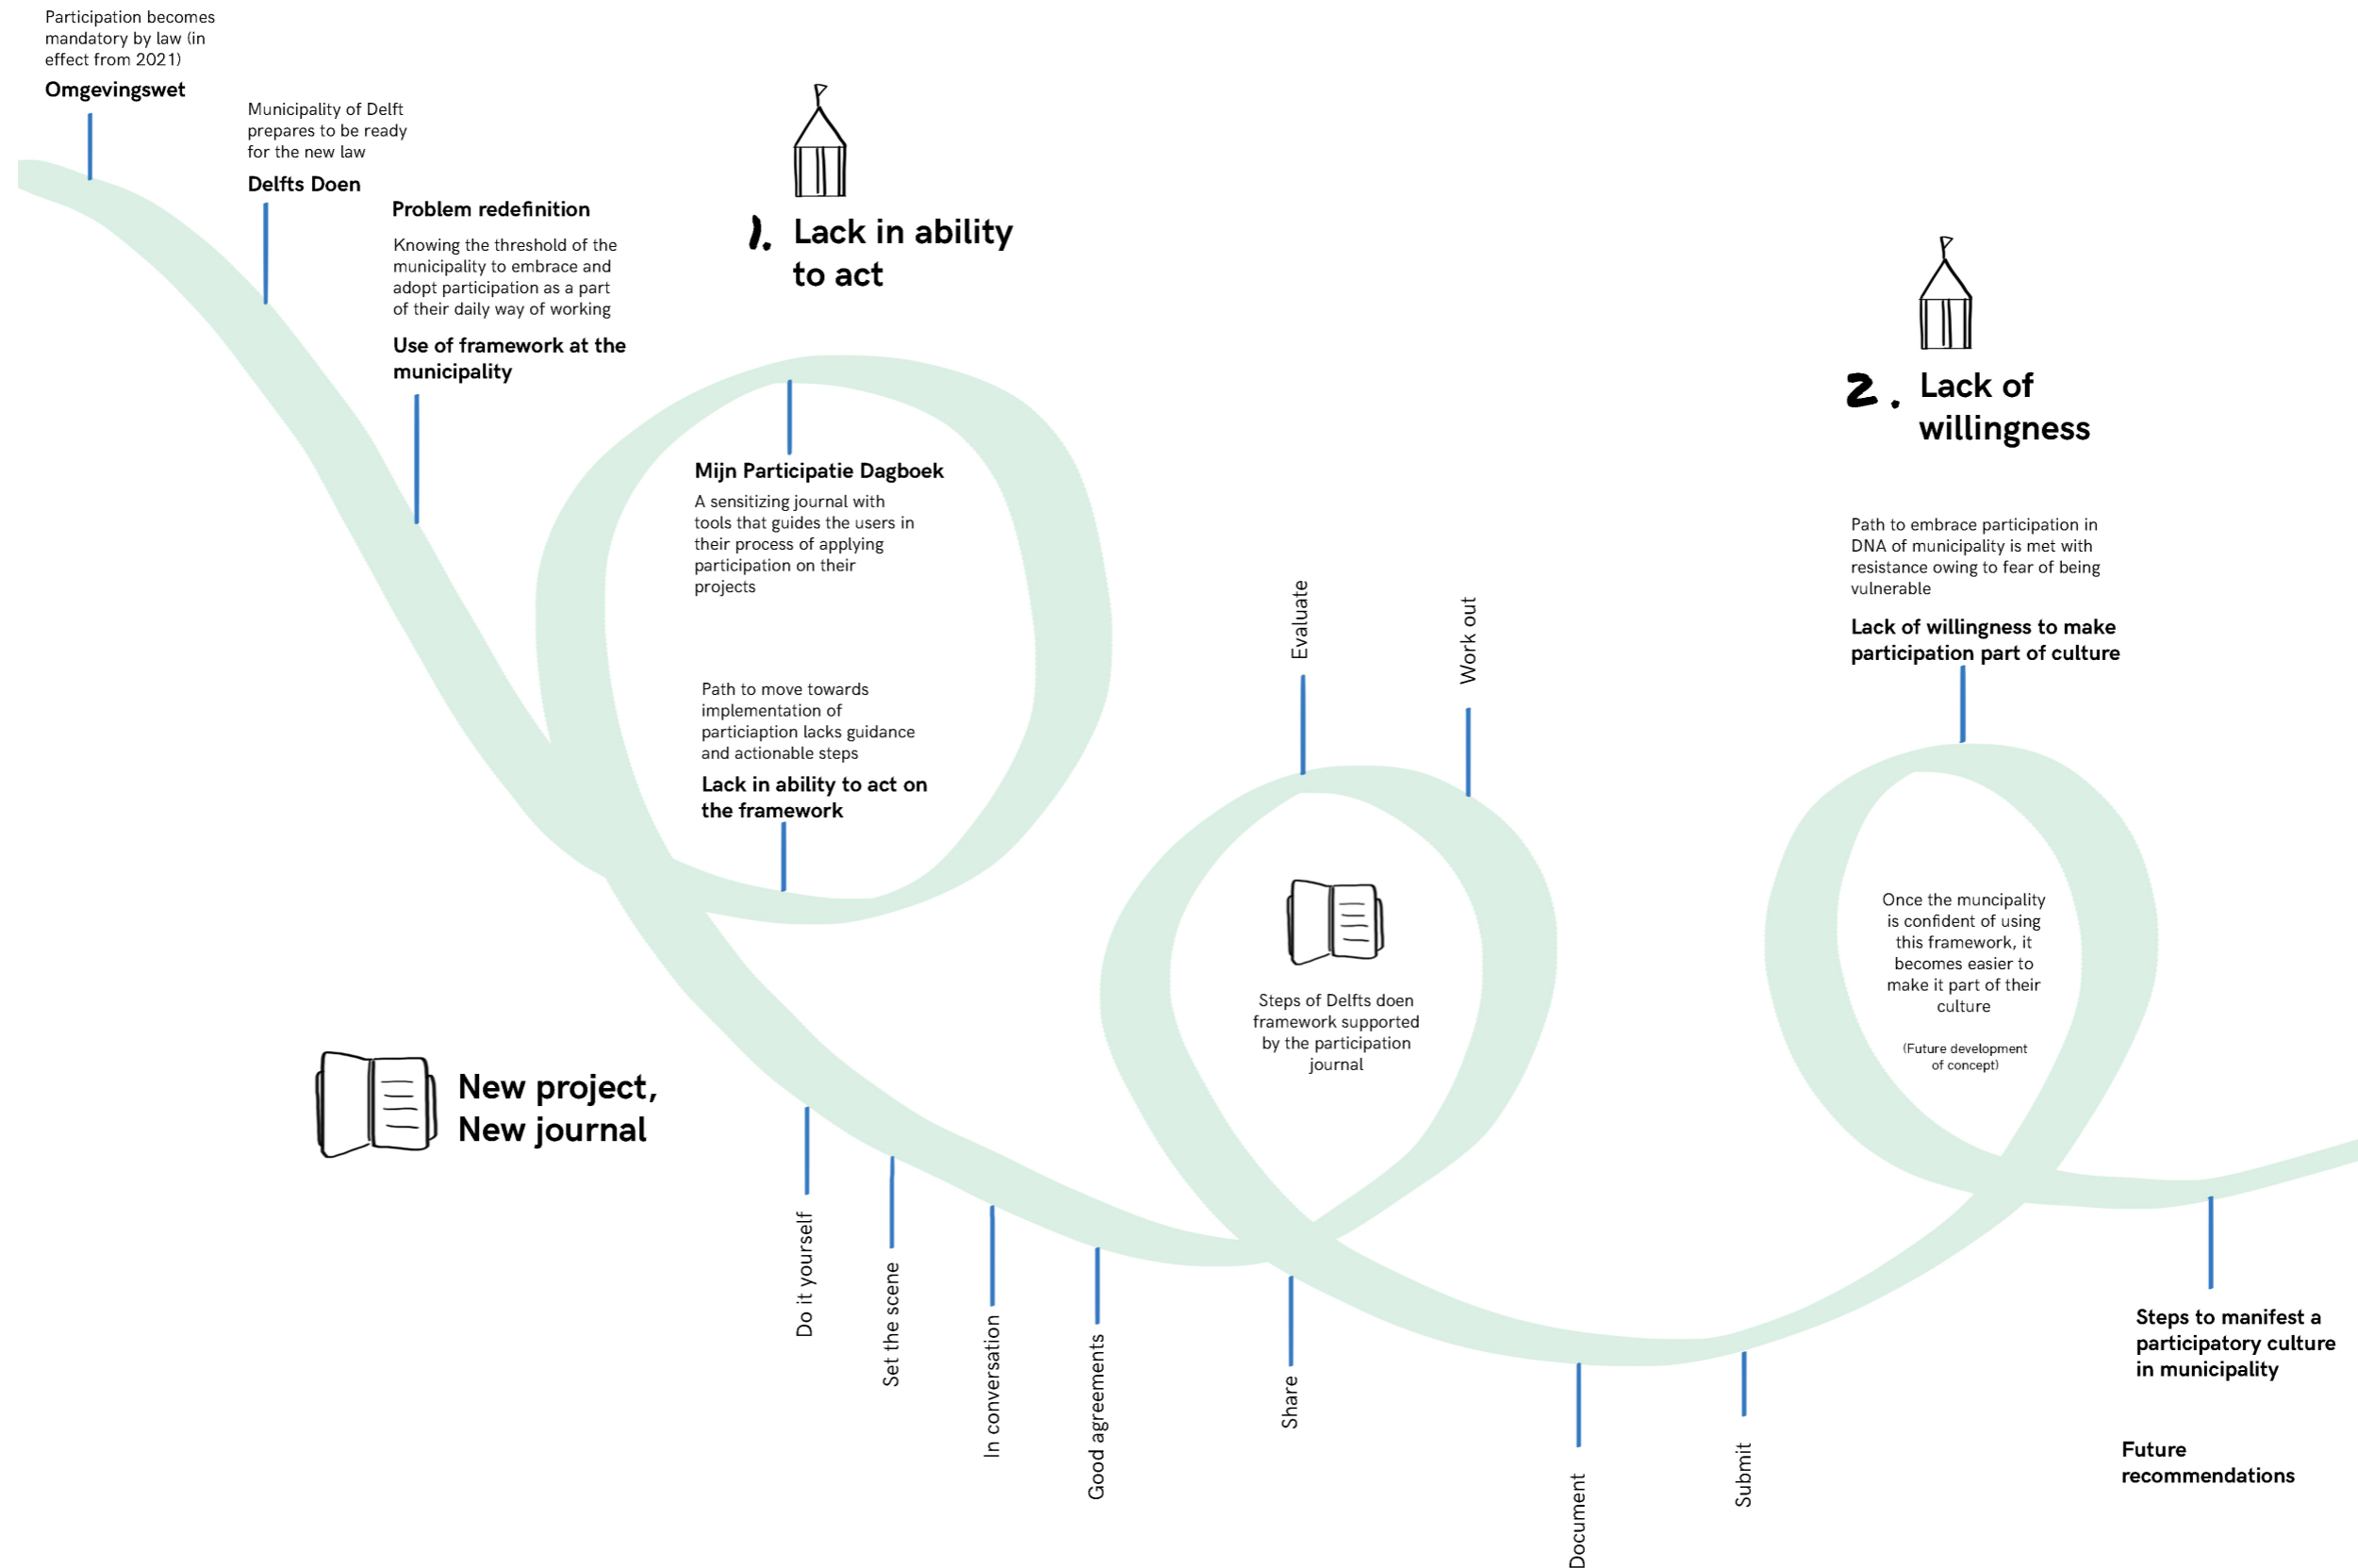 Participation becomes
mandatory by law (in
effect from 2021)
Omgevingswet
Municipality of Delft
prepares to be ready
for the new law
Delfts Doen
Problem redefinition
Knowing the threshold of the
municipality to embrace and
adopt participation as a part
of their daily way of working
Use of framework at the
municipality
1. Lack in ability
to act
Mijn Participatie Dagboek
A sensitizing journal with
tools that guides the users in
their process of applying
participation on their
projects
Path to move towards
implementation of
particiaption lacks guidance
and actionable steps
Lack in ability to act on
the framework
New project,
New journal
Do it yourself
Set the scene
In conversation
Good agreements
Share
Evaluate
Work out
Steps of Delfts doen
framework supported
by the participation
journal
Document
Submit
2. Lack of
willingness
Path to embrace participation in
DNA of municipality is met with
resistance owing to fear of being
vulnerable
Lack of willingness to make
participation part of culture
Once the muncipality
is confident of using
this framework, it
becomes easier to
make it part of their
culture
(Future development
of concept)
Steps to manifest a
participatory culture
in municipality
Future
recommendations